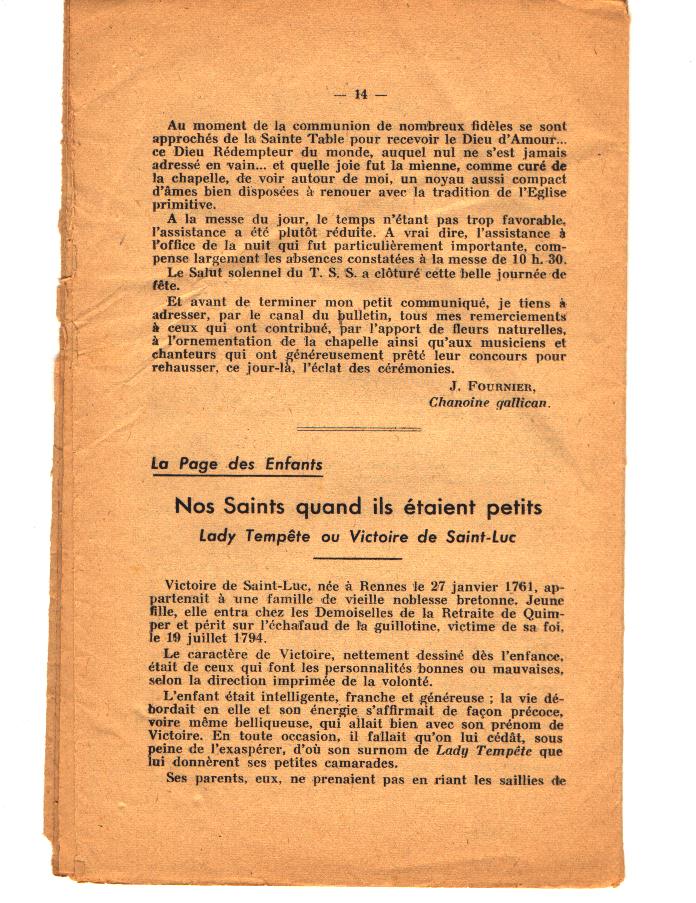 — 14 —
Au moment de la communion de nombreux fidèles se sont
approchés de la Sainte Table pour recevoir le Dieu d'Amour...
ce Dieu Rédempteur du monde, auquel nul ne s'est jamais
adressé en vain... et quelle joie fut la mienne, comme curé de
la chapelle, de voir autour de moi, un noyau aussi compact
d'âmes bien disposées à renouer avec la tradition de l'Eglise
primitive.
A la messe du jour, le temps n'étant pas trop favorable,
l'assistance a été plutôt réduite. A vrai dire, l'assistance à
l'office de la nuit qui fut particulièrement importante, com-
pense largement les absences constatées à la messe de 10 h. 30.
Le Salut solennel du T. S. S. a clôturé cette belle journée de
fête.
Et avant de terminer mon petit communiqué, je tiens à
adresser, par le canal du bulletin, tous mes remerciements
à ceux qui ont contribué, par l'apport de fleurs naturelles,
à l'ornementation de la chapelle ainsi qu'aux musiciens et
chanteurs qui ont généreusement prêté leur concours pour
rehausser, ce jour-là, l'éclat des cérémonies.
J. FOURNIER,
Chanoine gallican.
La Page des Enfants
Nos Saints quand ils étaient petits
Lady Tempête ou Victoire de Saint-Luc
Victoire de Saint-Luc, née à Rennes le 27 janvier 1761, ap-
partenait à une famille de vieille noblesse bretonne. Jeune
fille, elle entra chez les Demoiselles de la Retraite de Quim-
per et périt sur l'échafaud de la guillotine, victime de sa foi,
le 19 juillet 1794.
Le caractère de Victoire, nettement dessiné dès l'enfance,
était de ceux qui font les personnalités bonnes ou mauvaises,
selon la direction imprimée de la volonté.
L'enfant était intelligente, franche et généreuse ; la vie dé-
bordait en elle et son énergie s'affirmait de façon précoce,
voire même belliqueuse, qui allait bien avec son prénom de
Victoire. En toute occasion, il fallait qu'on lui cédât, sous
peine de l'exaspérer, d'où son surnom de Lady Tempête que
lui donnèrent ses petites camarades.
Ses parents, eux, ne prenaient pas en riant les saillies de